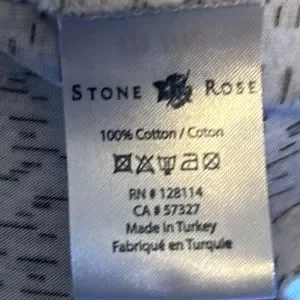 STONE ROSE
100% Cotton / Coton
RN # 128114
CA # 57327
Made in Turkey
Fabriqué en Turquie